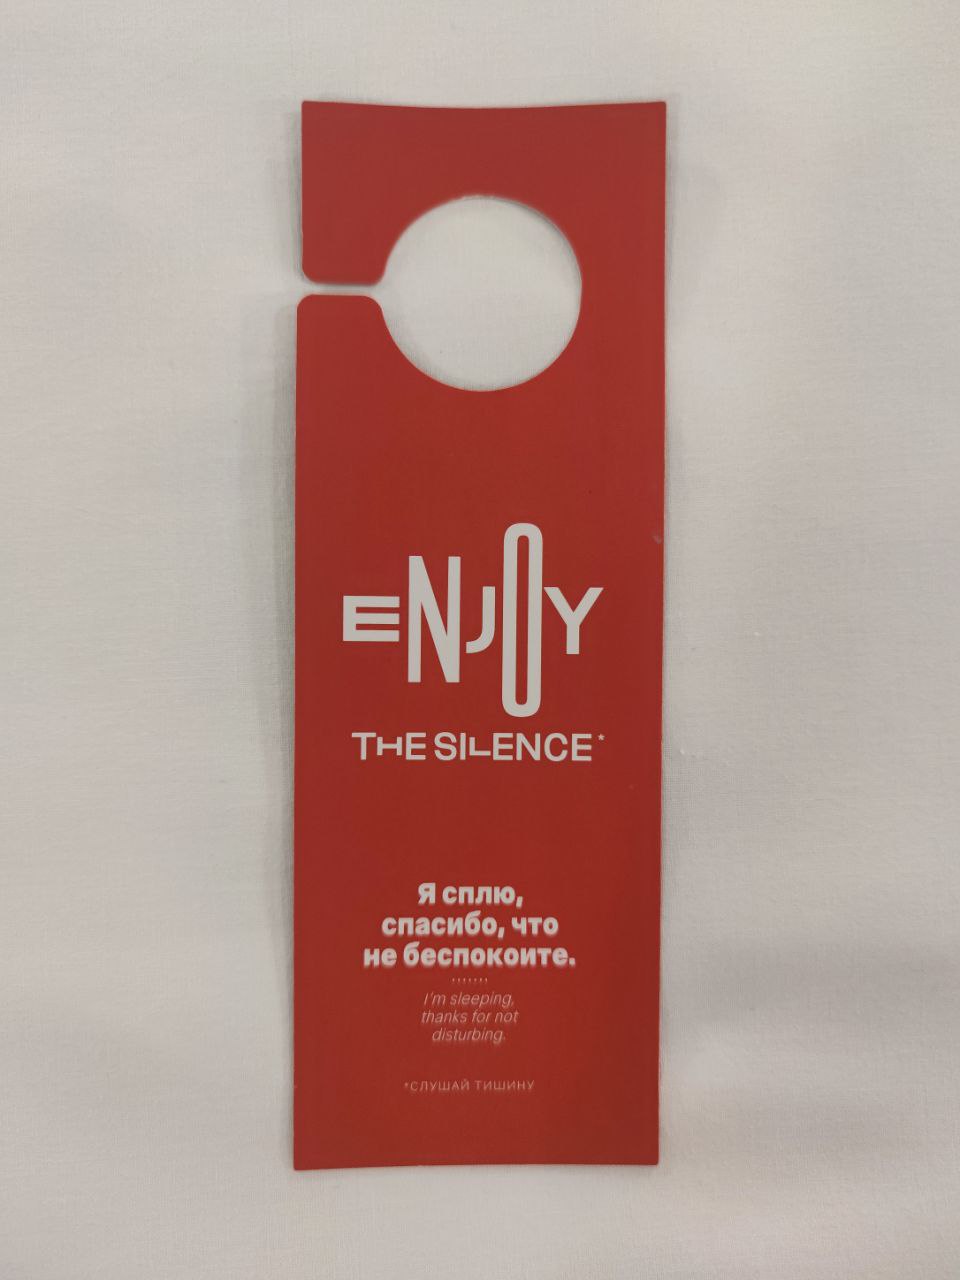 ENJOY
THE SILENCE*
Я сплю,
спасибо, что
не беспокоите.
I'm sleeping,
thanks for not
disturbing.
*СЛУШАЙ ТИШИНУ